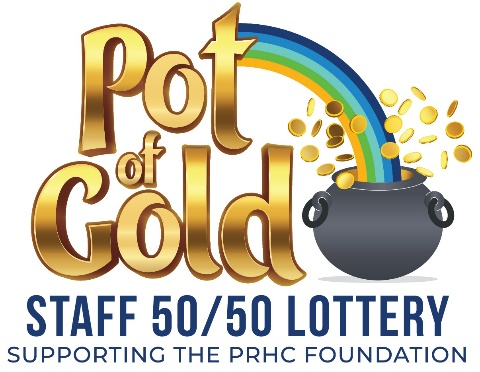 Pot
of
Gold
STAFF 50/50 LOTTERY
SUPPORTING THE PRHC FOUNDATION